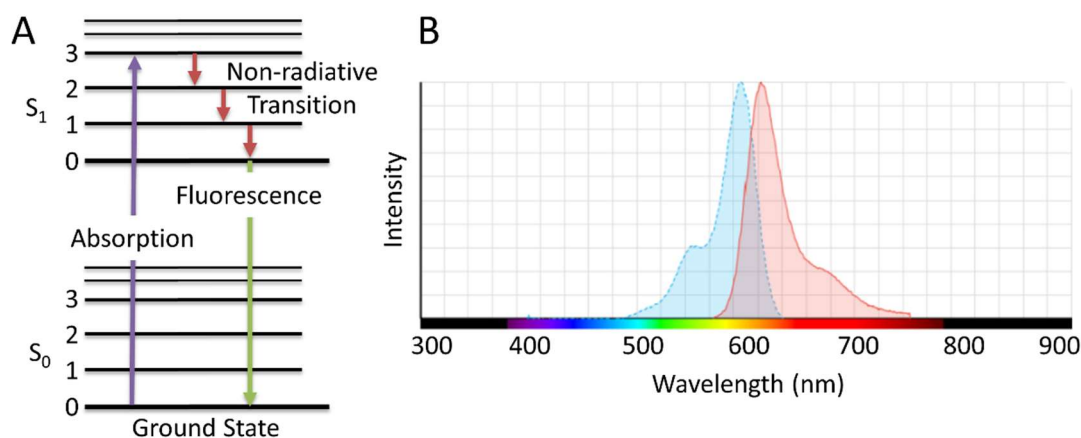 A
3
Non-radiative
2
Transition
S1
1
0
Fluorescence
Absorption
3
2
S0
1
0
Ground State
B
Intensity
300 400 500 600 700 800 900
Wavelength (nm)